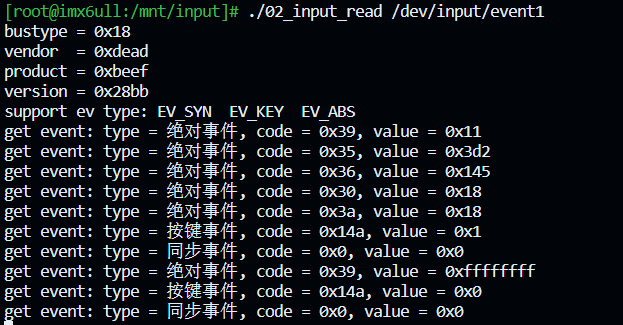 [root@imx6ull:/mnt/input]# ./02_input_read /dev/input/event1
bustype = 0x18
vendor  = 0xdead
product = 0xbeef
version = 0x28bb
support ev type: EV_SYN  EV_KEY  EV_ABS
get event: type = 绝对事件, code = 0x39, value = 0x11
get event: type = 绝对事件, code = 0x35, value = 0x3d2
get event: type = 绝对事件, code = 0x36, value = 0x145
get event: type = 绝对事件, code = 0x30, value = 0x18
get event: type = 绝对事件, code = 0x3a, value = 0x18
get event: type = 按键事件, code = 0x14a, value = 0x1
get event: type = 同步事件, code = 0x0, value = 0x0
get event: type = 绝对事件, code = 0x39, value = 0xffffffff
get event: type = 按键事件, code = 0x14a, value = 0x0
get event: type = 同步事件, code = 0x0, value = 0x0